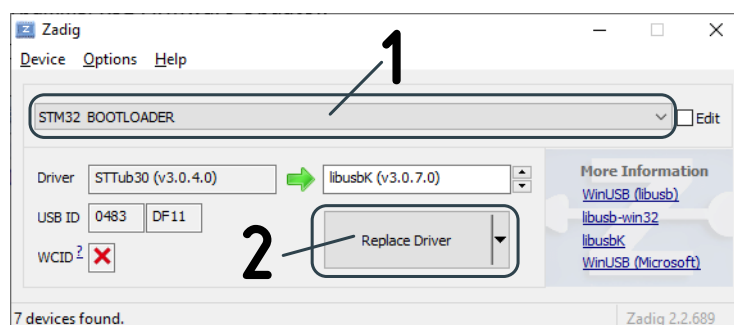 Zadig
Device Options Help
1
STM32 BOOTLOADER
Edit
Driver STTub30 (v3.0.4.0) libusbK (v3.0.7.0)
USB ID 0483 DF11
WCID ?
2
Replace Driver
More Information
WinUSB (libusb)
libusb-win32
libusbK
WinUSB (Microsoft)
7 devices found.
Zadig 2.2.689